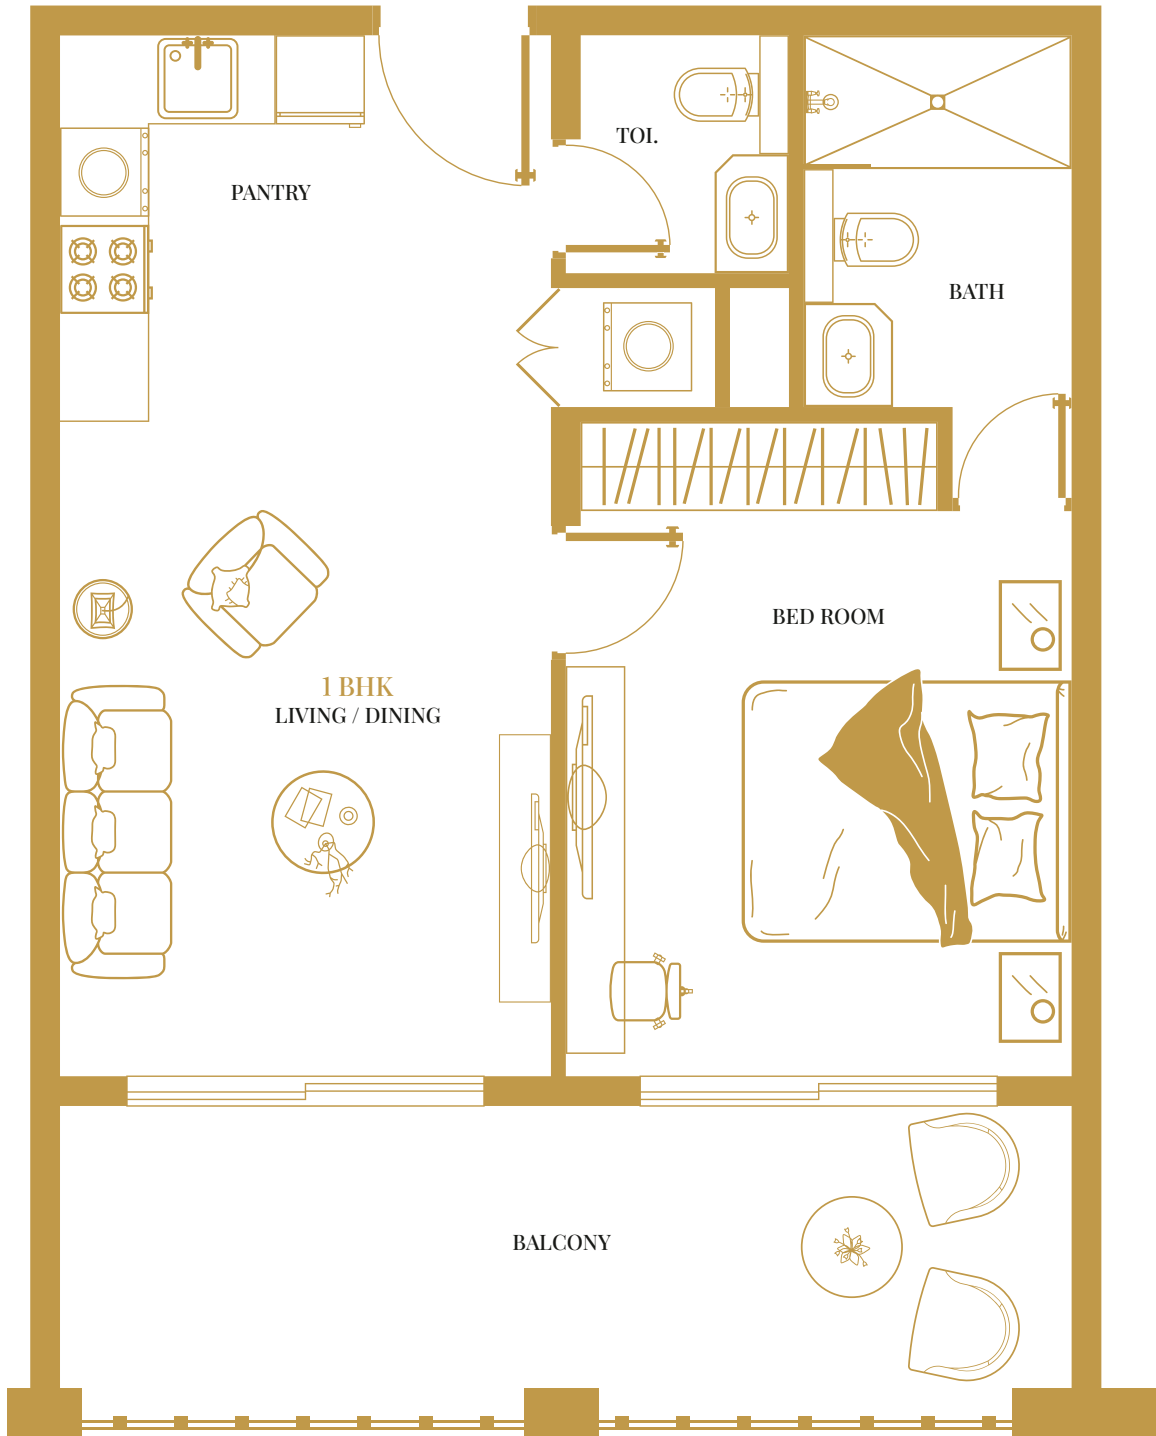 TOI.
PANTRY
BATH
BED ROOM
1 BHK
LIVING / DINING
BALCONY